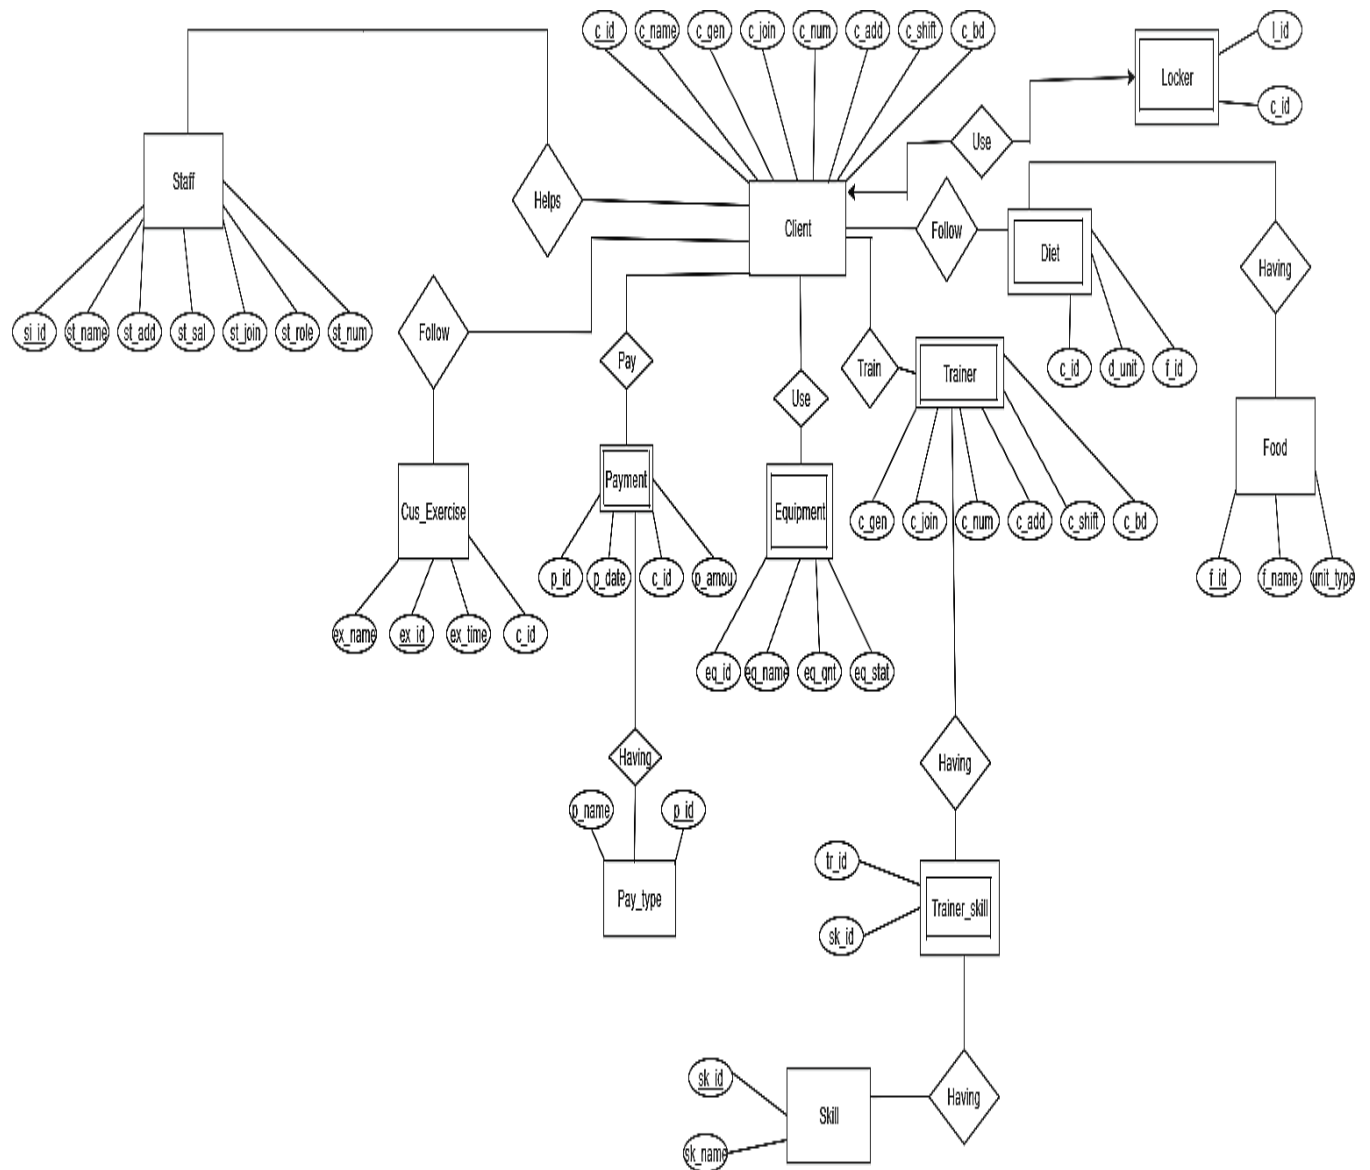 c_id
c_name
c_gen
c_join
c_num
c_add
c_shift
c_bd
l_id
Locker
c_id
Use
Staff
Helps
Client
Follow
Diet
Having
si_id
st_name
st_add
st_sal
st_join
st_role
st_num
Follow
Pay
Train
Trainer
c_id
d_unit
f_id
Use
Food
Cus_Exercise
Payment
Equipment
c_gen
c_join
c_num
c_add
c_shift
c_bd
p_id
p_date
c_id
p_amou
f_id
f_name
unit_type
ex_name
ex_id
ex_time
c_id
eq_id
eq_name
eq_qnt
eq_stat
Having
Having
p_name
p_id
Pay_type
tr_id
sk_id
Trainer_skill
sk_id
sk_name
Skill
Having